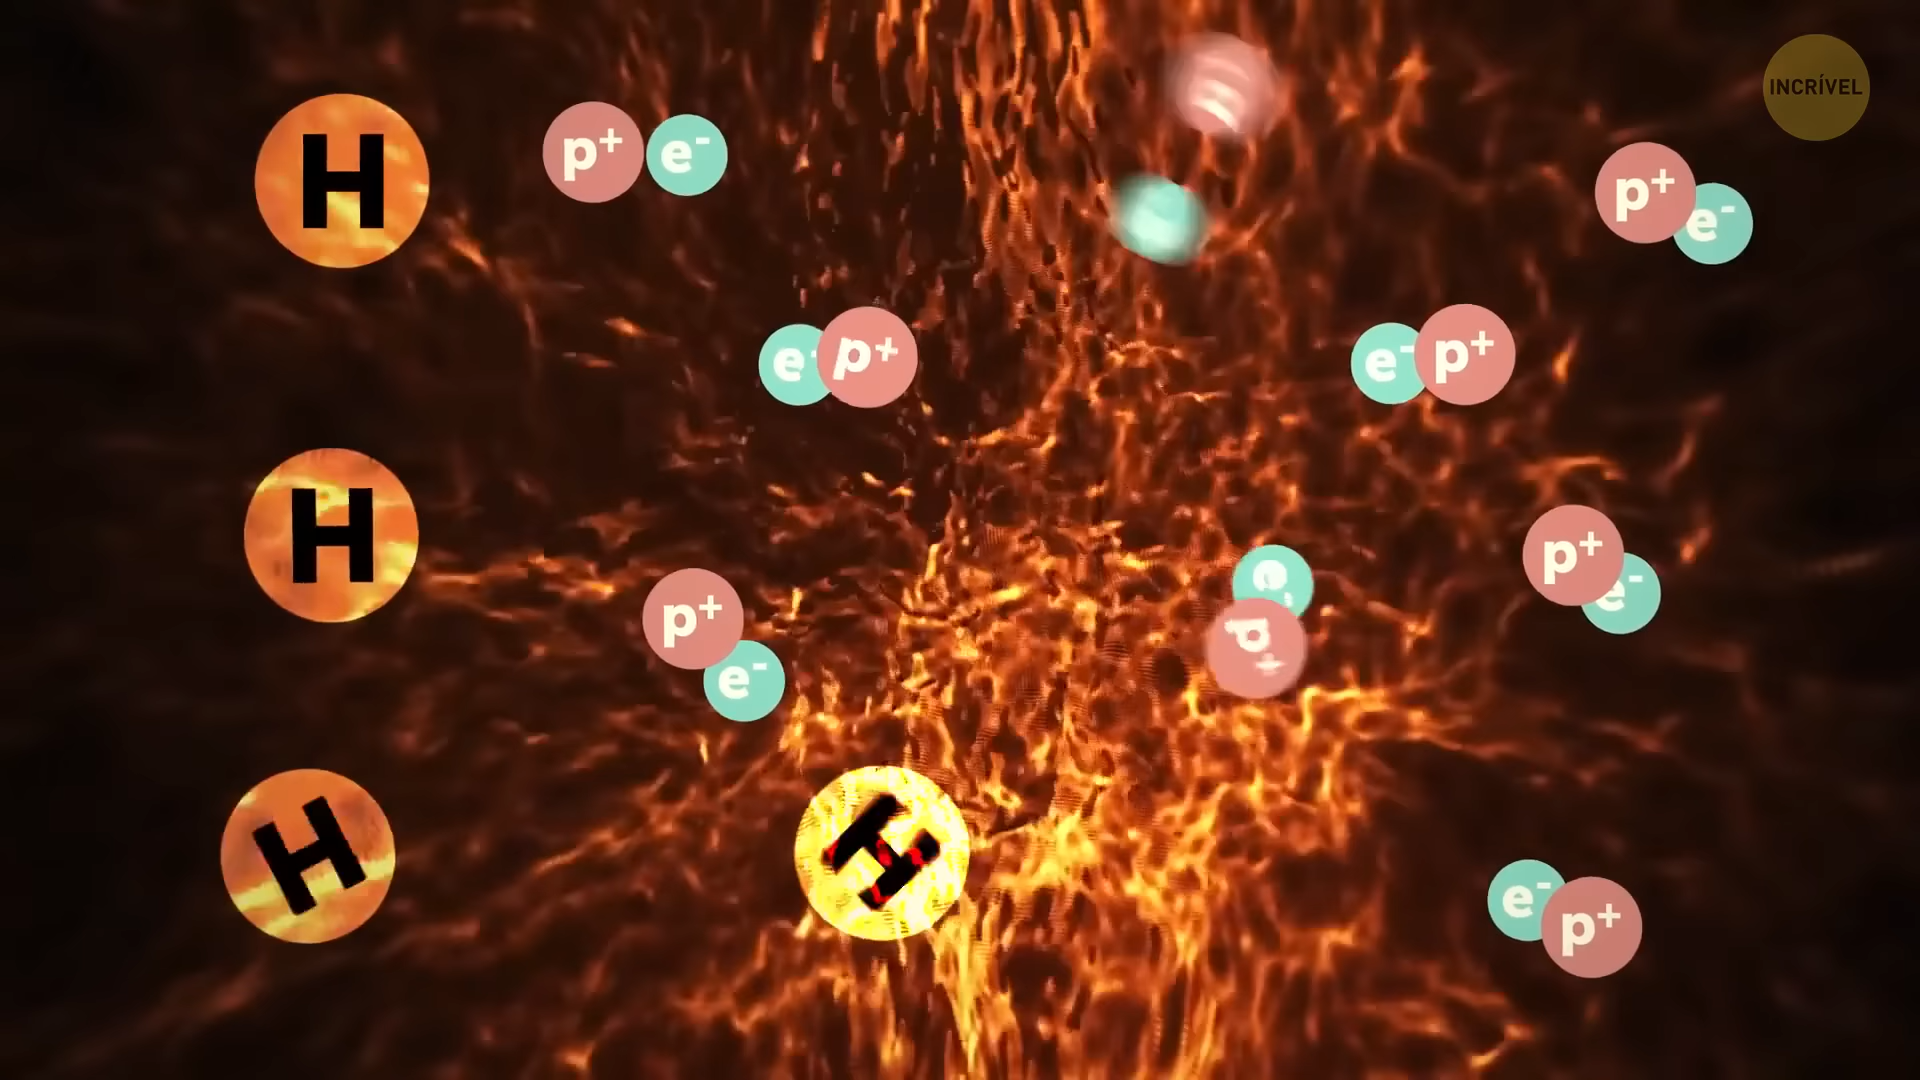 INCRÍVEL
H
p⁺ e⁻
p⁺ e⁻
e⁻ p⁺
e⁻ p⁺
H
p⁺ e⁻
e⁻ p⁺
p⁺ e⁻
H
H
e⁻ p⁺